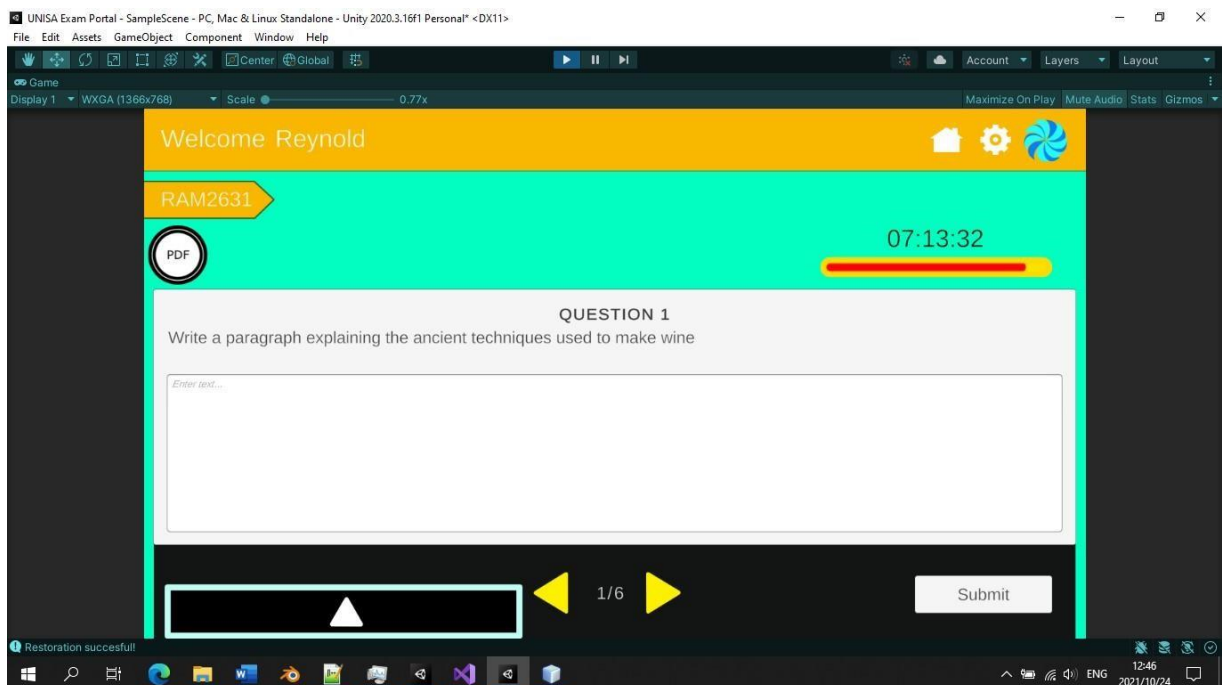 UNISA Exam Portal - SampleScene - PC, Mac & Linux Standalone - Unity 2020.3.16f1 Personal* <DX11>
File Edit Assets GameObject Component Window Help
Center Global Account Layers Layout
Game
Display 1 WXGA (1366x768) Scale 0.77x Maximize On Play Mute Audio Stats Gizmos
Welcome Reynold
RAM2631
PDF
07:13:32
QUESTION 1
Write a paragraph explaining the ancient techniques used to make wine
Enter text...
1/6
Submit
Restoration succesful!
ENG
12:46
2021/10/24